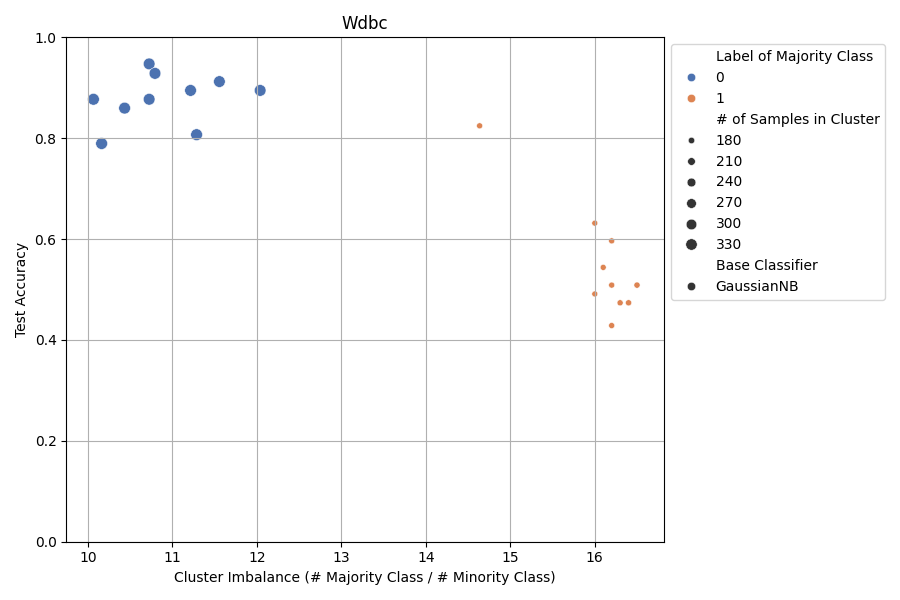 Wdbc
Test Accuracy
1.0
0.8
0.6
0.4
0.2
0.0
10 11 12 13 14 15 16
Cluster Imbalance (# Majority Class / # Minority Class)
Label of Majority Class
0
1
# of Samples in Cluster
180
210
240
270
300
330
Base Classifier
GaussianNB